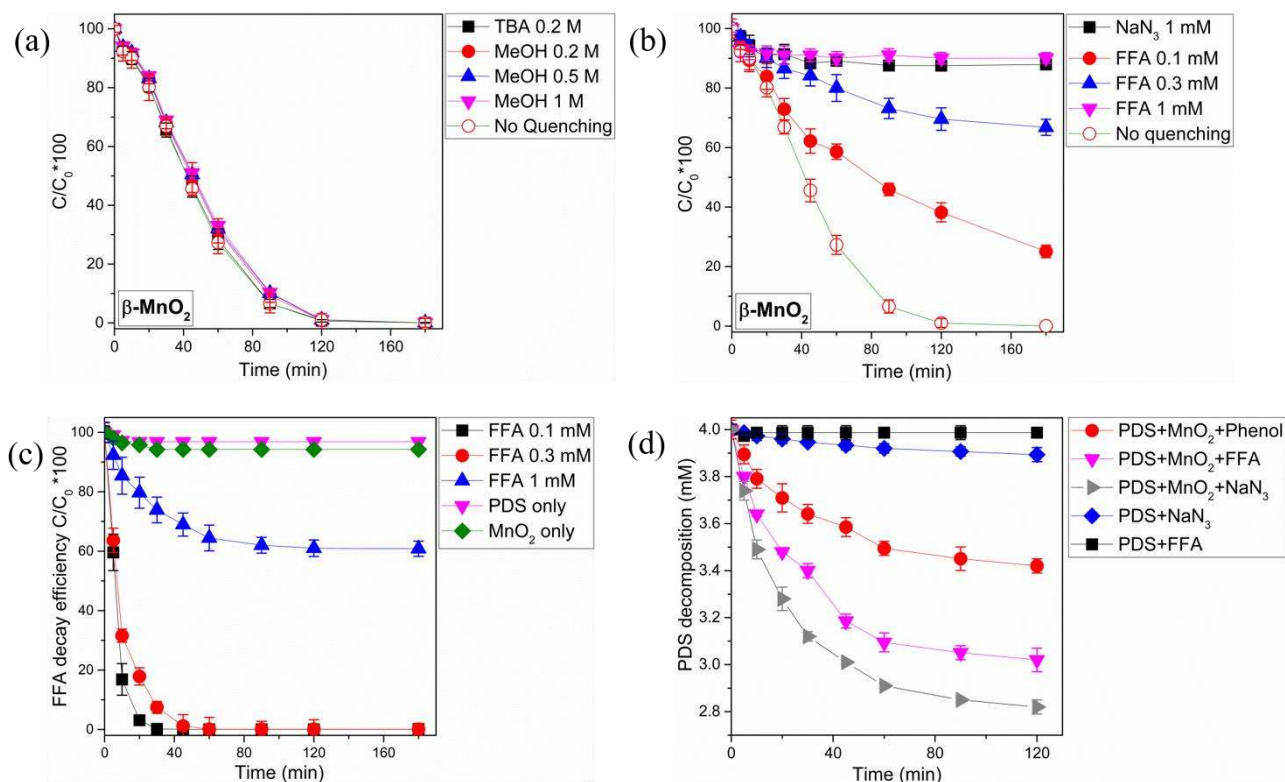 (a)
C/C₀*100
100
80
60
40
20
0
0
40
80
120
160
Time (min)
TBA 0.2 M
MeOH 0.2 M
MeOH 0.5 M
MeOH 1 M
No Quenching
β-MnO₂
(b)
C/C₀*100
100
80
60
40
20
0
0
40
80
120
160
Time (min)
NaN₃ 1 mM
FFA 0.1 mM
FFA 0.3 mM
FFA 1 mM
No quenching
β-MnO₂
(c)
FFA decay efficiency C/C₀ *100
100
80
60
40
20
0
0
40
80
120
160
Time (min)
FFA 0.1 mM
FFA 0.3 mM
FFA 1 mM
PDS only
MnO₂ only
(d)
PDS decomposition (mM)
4.0
3.8
3.6
3.4
3.2
3.0
2.8
0
20
40
60
80
100
120
Time (min)
PDS+MnO₂+Phenol
PDS+MnO₂+FFA
PDS+MnO₂+NaN₃
PDS+NaN₃
PDS+FFA